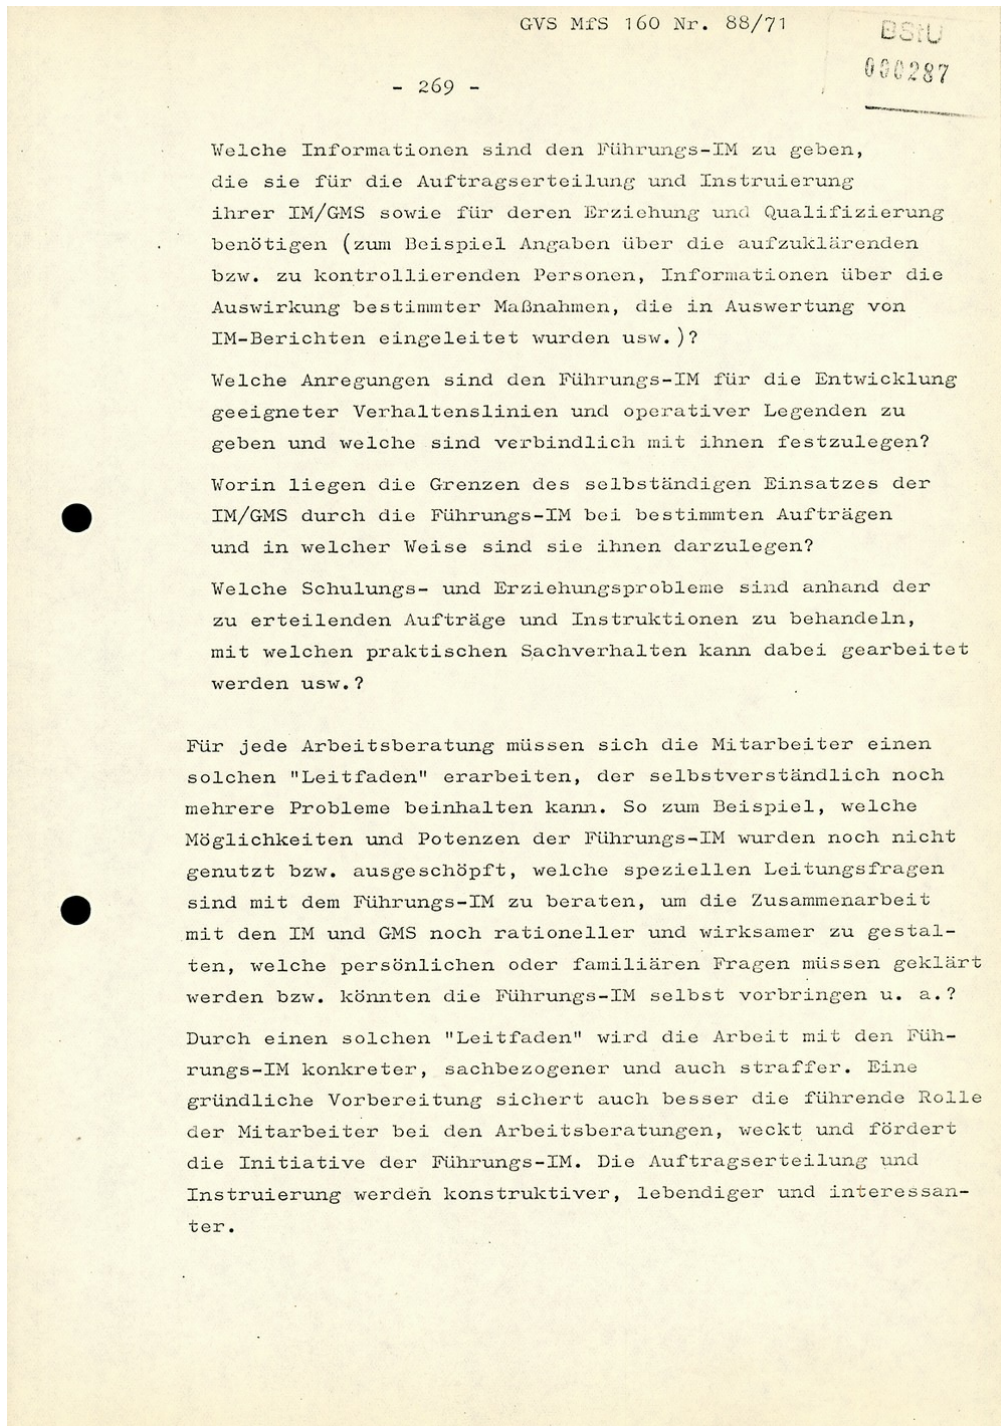 GVS MfS 160 Nr. 88/71
BStU
000287
- 269 -
Welche Informationen sind den Führungs-IM zu geben,
die sie für die Auftragserteilung und Instruierung
ihrer IM/GMS sowie für deren Erziehung und Qualifizierung
benötigen (zum Beispiel Angaben über die aufzuklärenden
bzw. zu kontrollierenden Personen, Informationen über die
Auswirkung bestimmter Maßnahmen, die in Auswertung von
IM-Berichten eingeleitet wurden usw.)?
Welche Anregungen sind den Führungs-IM für die Entwicklung
geeigneter Verhaltenslinien und operativer Legenden zu
geben und welche sind verbindlich mit ihnen festzulegen?
Worin liegen die Grenzen des selbständigen Einsatzes der
IM/GMS durch die Führungs-IM bei bestimmten Aufträgen
und in welcher Weise sind sie ihnen darzulegen?
Welche Schulungs- und Erziehungsprobleme sind anhand der
zu erteilenden Aufträge und Instruktionen zu behandeln,
mit welchen praktischen Sachverhalten kann dabei gearbeitet
werden usw.?
Für jede Arbeitsberatung müssen sich die Mitarbeiter einen
solchen "Leitfaden" erarbeiten, der selbstverständlich noch
mehrere Probleme beinhalten kann. So zum Beispiel, welche
Möglichkeiten und Potenzen der Führungs-IM wurden noch nicht
genutzt bzw. ausgeschöpft, welche speziellen Leitungsfragen
sind mit dem Führungs-IM zu beraten, um die Zusammenarbeit
mit den IM und GMS noch rationeller und wirksamer zu gestal-
ten, welche persönlichen oder familiären Fragen müssen geklärt
werden bzw. könnten die Führungs-IM selbst vorbringen u. a.?
Durch einen solchen "Leitfaden" wird die Arbeit mit den Füh-
rungs-IM konkreter, sachbezogener und auch straffer. Eine
gründliche Vorbereitung sichert auch besser die führende Rolle
der Mitarbeiter bei den Arbeitsberatungen, weckt und fördert
die Initiative der Führungs-IM. Die Auftragserteilung und
Instruierung werden konstruktiver, lebendiger und interessan-
ter.